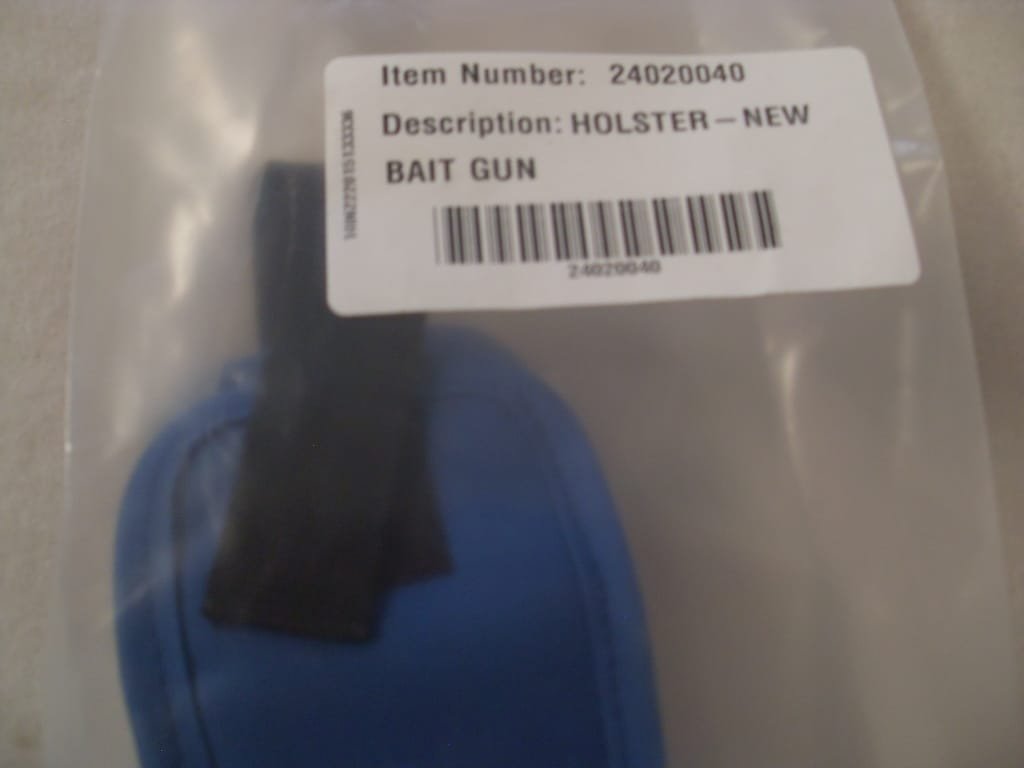 Item Number: 24020040
Description: HOLSTER-NEW
BAIT GUN
24020040